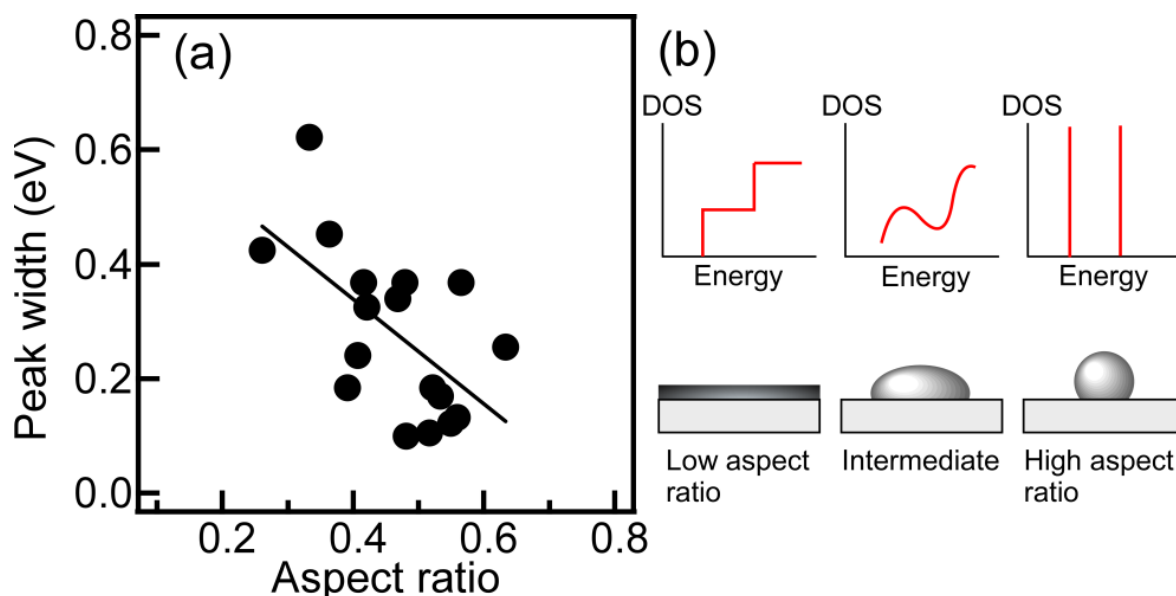 (a)
0.8
0.6
0.4
0.2
0.0
Peak width (eV)
0.2 0.4 0.6 0.8
Aspect ratio
(b)
DOS DOS DOS
Energy Energy Energy
Low aspect ratio
Intermediate
High aspect ratio